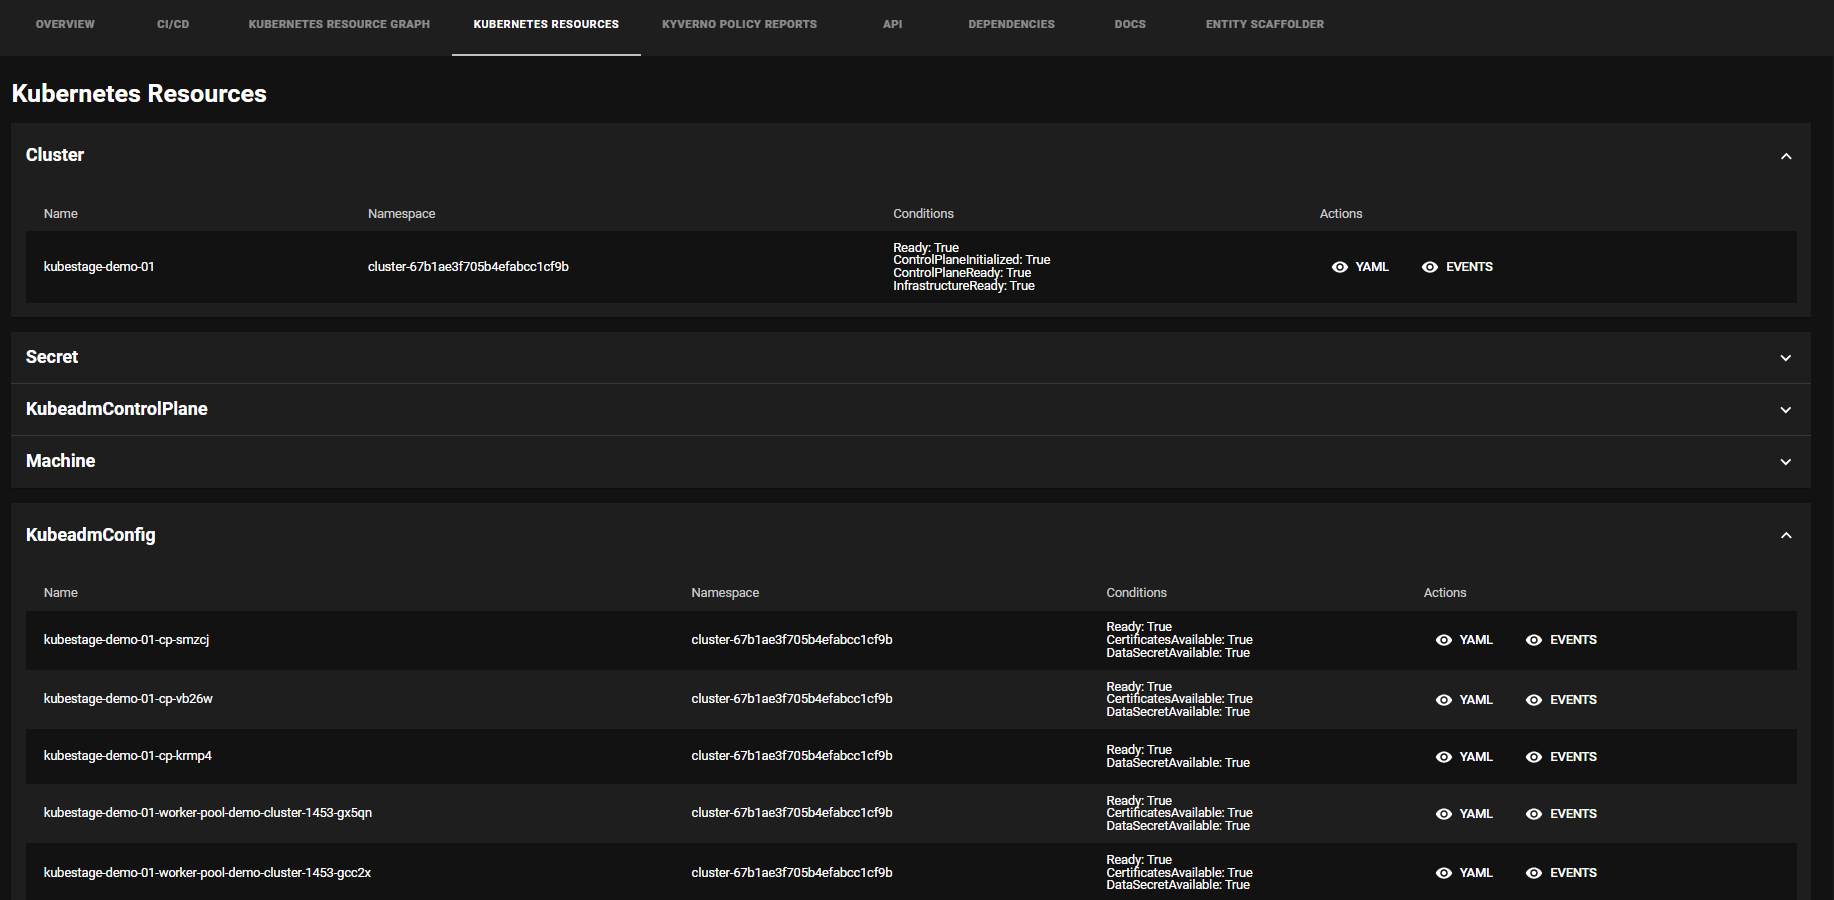 OVERVIEW CI/CD KUBERNETES RESOURCE GRAPH KUBERNETES RESOURCES KYVERNO POLICY REPORTS API DEPENDENCIES DOCS ENTITY SCAFFOLDER
Kubernetes Resources
Cluster
Name Namespace Conditions Actions
kubestage-demo-01 cluster-67b1ae3f705b4efabcc1cf9b
Ready: True
ControlPlaneInitialized: True
ControlPlaneReady: True
InfrastructureReady: True
YAML EVENTS
Secret
KubeadmControlPlane
Machine
KubeadmConfig
Name Namespace Conditions Actions
kubestage-demo-01-cp-smzcj cluster-67b1ae3f705b4efabcc1cf9b
Ready: True
CertificatesAvailable: True
DataSecretAvailable: True
YAML EVENTS
kubestage-demo-01-cp-vb26w cluster-67b1ae3f705b4efabcc1cf9b
Ready: True
CertificatesAvailable: True
DataSecretAvailable: True
YAML EVENTS
kubestage-demo-01-cp-krmp4 cluster-67b1ae3f705b4efabcc1cf9b
Ready: True
DataSecretAvailable: True
YAML EVENTS
kubestage-demo-01-worker-pool-demo-cluster-1453-gx5qn cluster-67b1ae3f705b4efabcc1cf9b
Ready: True
CertificatesAvailable: True
DataSecretAvailable: True
YAML EVENTS
kubestage-demo-01-worker-pool-demo-cluster-1453-gcc2x cluster-67b1ae3f705b4efabcc1cf9b
Ready: True
CertificatesAvailable: True
DataSecretAvailable: True
YAML EVENTS